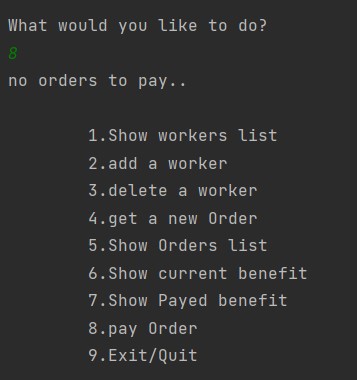 What would you like to do?
8
no orders to pay..
1.Show workers list
2.add a worker
3.delete a worker
4.get a new Order
5.Show Orders list
6.Show current benefit
7.Show Payed benefit
8.pay Order
9.Exit/Quit